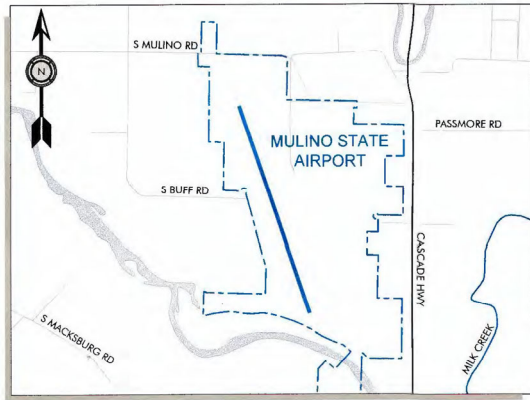 S MULINO RD
N
PASSMORE RD
MULINO STATE
AIRPORT
S BUFF RD
CASCADE HWY
S MACKSBURG RD
MILK CREEK